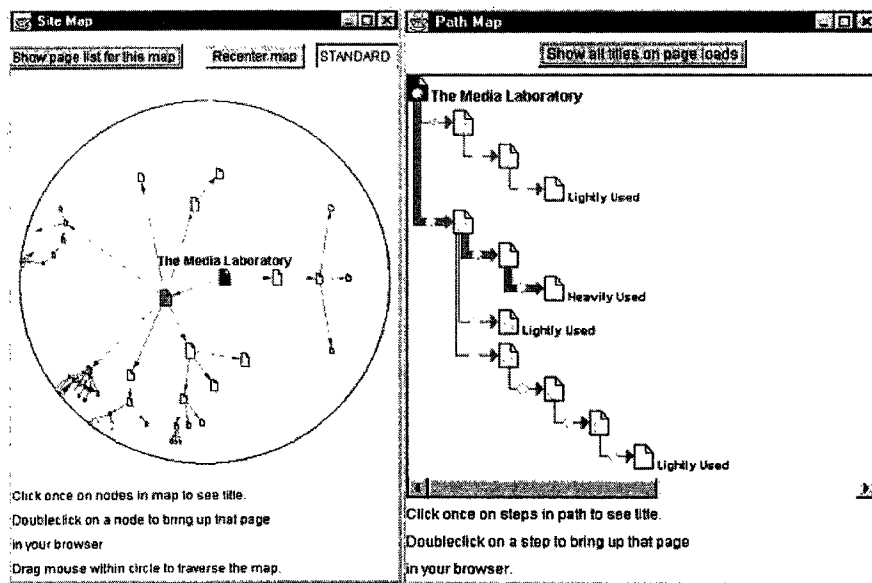 Site Map
Show page list for this map
Recenter map
STANDARD
The Media Laboratory
Click once on nodes in map to see title.
Doubleclick on a node to bring up that page
in your browser
Drag mouse within circle to traverse the map.
Path Map
Show all titles on page loads
The Media Laboratory
Lightly Used
Heavily Used
Lightly Used
Lightly Used
Click once on steps in path to see title.
Doubleclick on a step to bring up that page
in your browser.